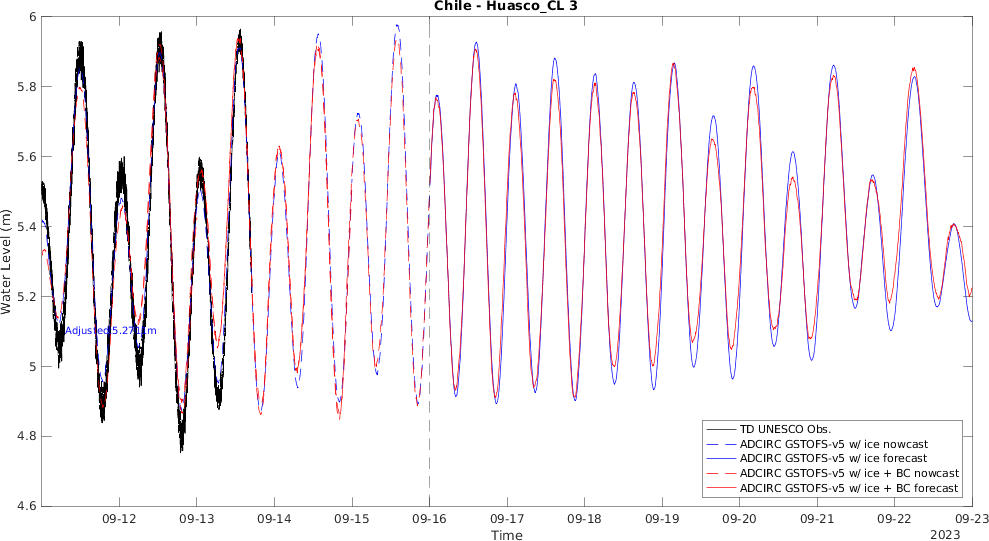 Chile - Huasco_CL 3
Water Level (m)
6
5.8
5.6
5.4
5.2
5
4.8
4.6
TD UNESCO Obs.
ADCIRC GSTOFS-v5 w/ ice nowcast
ADCIRC GSTOFS-v5 w/ ice forecast
ADCIRC GSTOFS-v5 w/ ice + BC nowcast
ADCIRC GSTOFS-v5 w/ ice + BC forecast
09-12 09-13 09-14 09-15 09-16 09-17 09-18 09-19 09-20 09-21 09-22 09-23
2023
Time